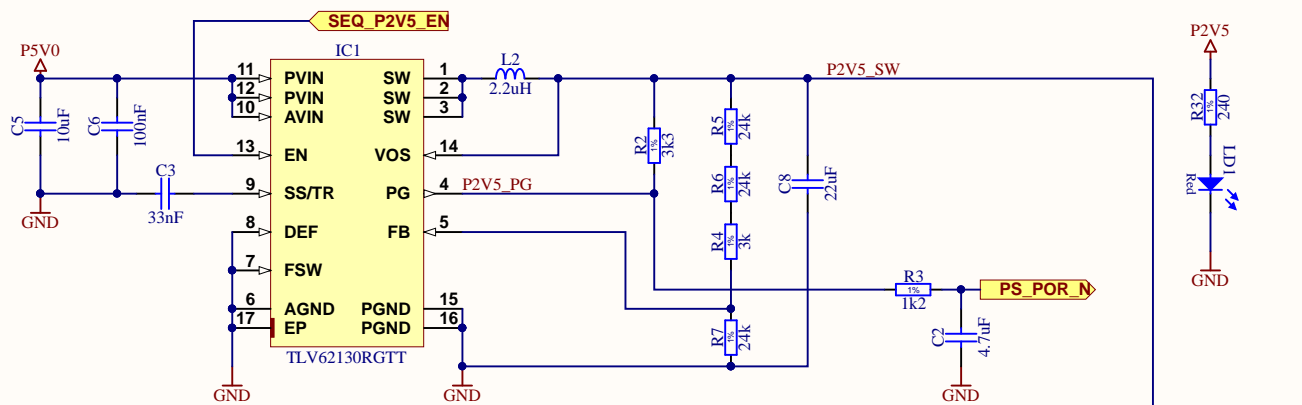 SEQ_P2V5_EN
P5V0
IC1
P2V5
11 PVIN SW 1
12 PVIN SW 2
10 AVIN SW 3
L2
2.2uH
P2V5_SW
C5
10uF
C6
100nF
13 EN VOS 14
R2
1%
3k3
R5
1%
24k
R32
1%
240
C3
33nF
9 SS/TR PG 4
P2V5_PG
R6
1%
24k
C8
22uF
LD1
Red
GND
8 DEF FB 5
R4
1%
3k
7 FSW
GND
R3
1%
1k2
PS_POR_N
6 AGND PGND 15
17 EP PGND 16
R7
1%
24k
C2
4.7uF
TLV62130RGTT
GND
GND
GND